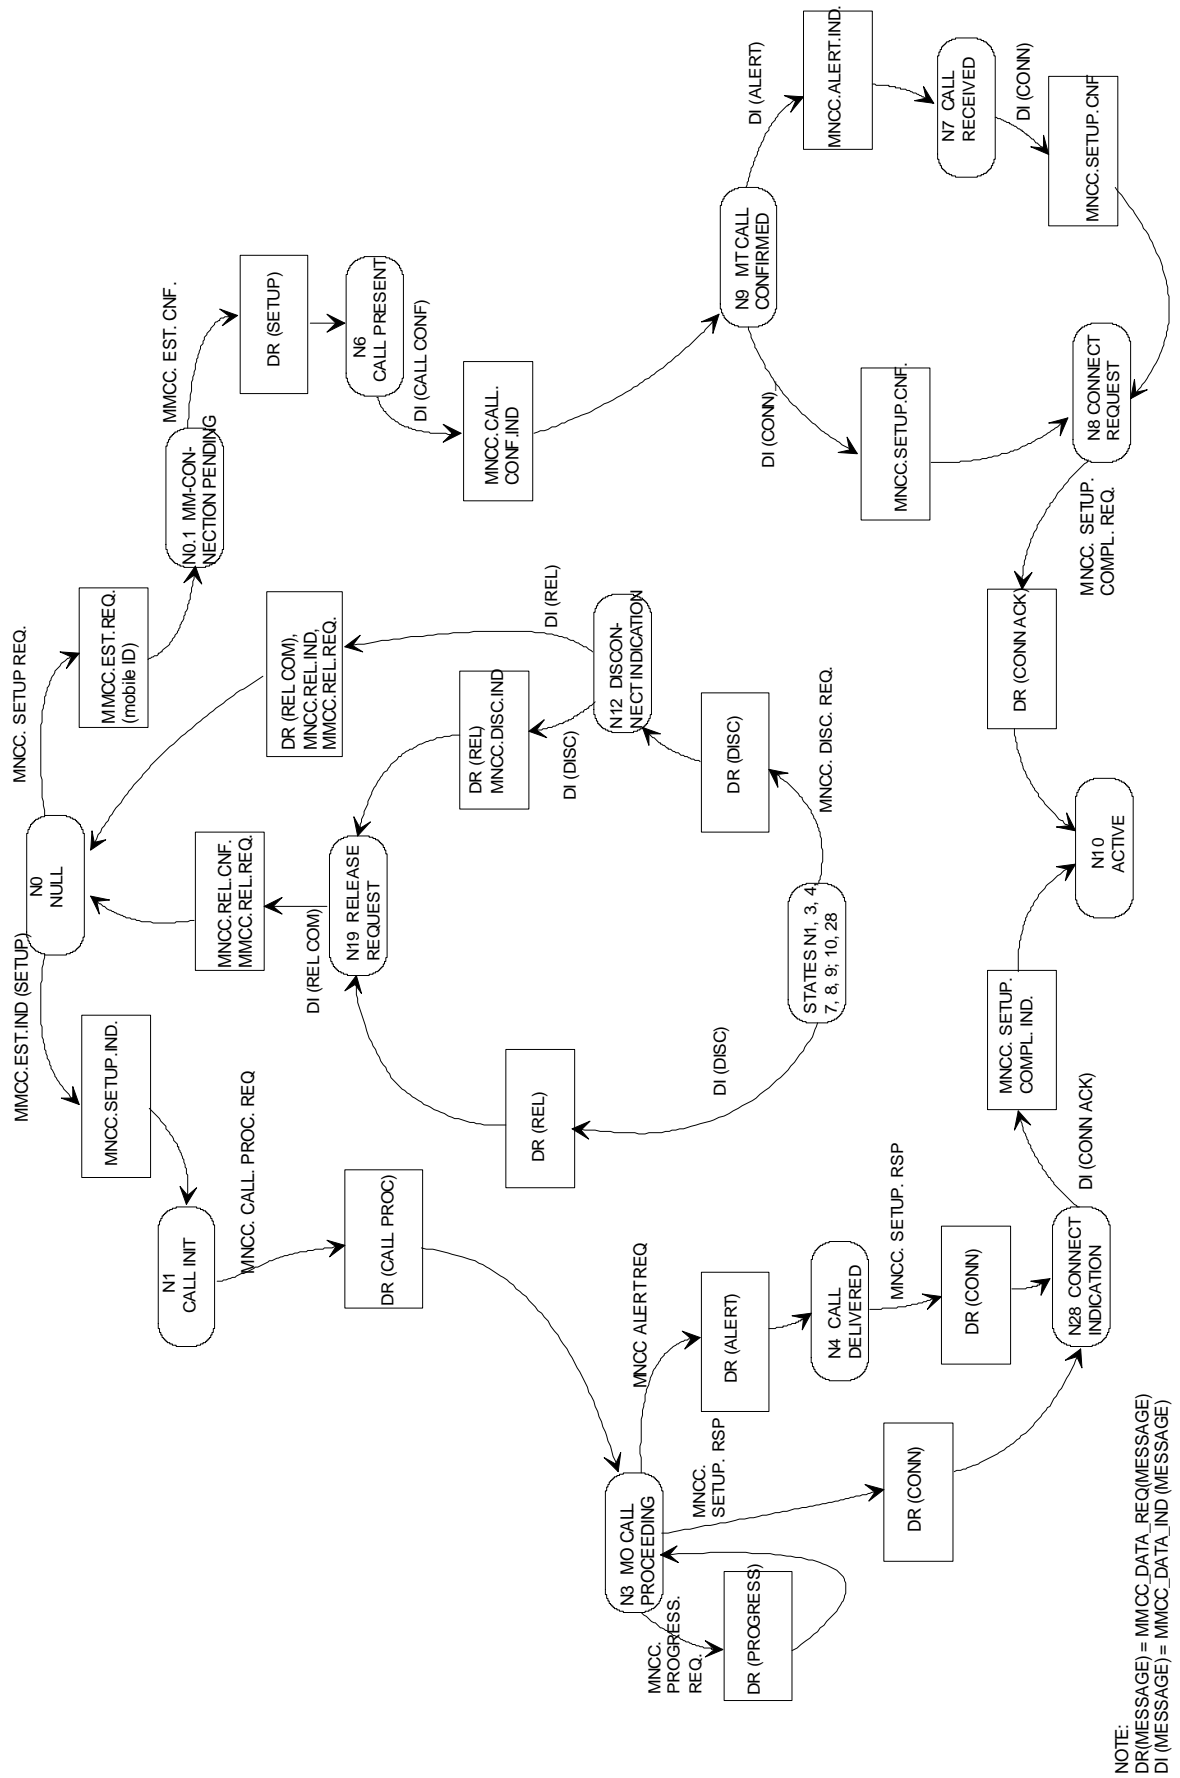 MMCC.EST.IND (SETUP)
N0
NULL
MNCC. SETUP REQ.
MNCC.SETUP.IND.
MMCC.EST.REQ.
(mobile ID)
N1
CALL INIT
MNCC.REL.CNF.
MMCC.REL.REQ.
DR (REL COM),
MNCC.REL.IND,
MMCC.REL.REQ.
N0.1 MM-CON-
NECTION PENDING
MMCC. EST. CNF.
MNCC. CALL. PROC. REQ
DI (REL COM)
DR (SETUP)
DR (CALL PROC)
N19 RELEASE
REQUEST
N6
CALL PRESENT
DI (CALL CONF)
DR (REL)
DR (REL)
MNCC.DISC.IND
DI (REL)
MNCC.CALL.
CONF.IND
DI (DISC)
N12 DISCON-
NECT INDICATION
N3 MO CALL
PROCEEDING
MNCC ALERT REQ
DI (DISC)
DR (DISC)
MNCC.
PROGRESS.
REQ.
MNCC.
SETUP. RSP
DR (ALERT)
N9 MT CALL
CONFIRMED
DI (ALERT)
DR (PROGRESS)
STATES N1, 3, 4,
7, 8, 9; 10, 28
MNCC. DISC. REQ.
DI (CONN)
MNCC.ALERT.IND.
N4 CALL
DELIVERED
MNCC. SETUP. RSP
DR (CONN)
MNCC.SETUP.CNF.
N7 CALL
RECEIVED
DR (CONN)
DI (CONN)
MNCC. SETUP.
COMPL. IND.
DR (CONN ACK)
MNCC.SETUP.CNF
N28 CONNECT
INDICATION
DI (CONN ACK)
N10
ACTIVE
MNCC. SETUP.
COMPL. REQ.
N8 CONNECT
REQUEST
NOTE:
DR(MESSAGE) = MMCC_DATA_REQ(MESSAGE)
DI (MESSAGE) = MMCC_DATA_IND (MESSAGE)